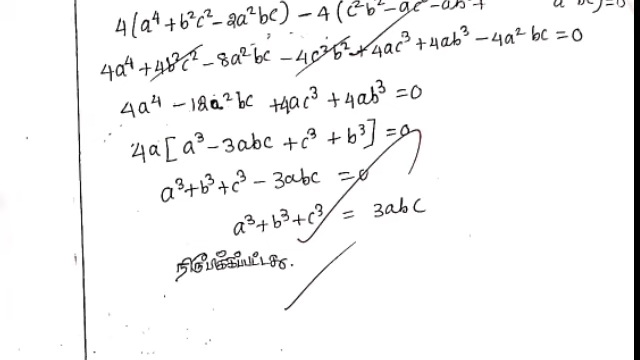 4(a⁴+b²c²-2a²bc) - 4(c²b²-ac³-ab³+ a²bc)=0
4a⁴+4b²c²-8a²bc-4c²b²+4ac³+4ab³-4a²bc=0
4a⁴-12a²bc +4ac³+4ab³=0
4a[a³-3abc+c³+b³]=0
a³+b³+c³-3abc =0
a³+b³+c³ = 3abc
நிரூபிக்கப்பட்டது.